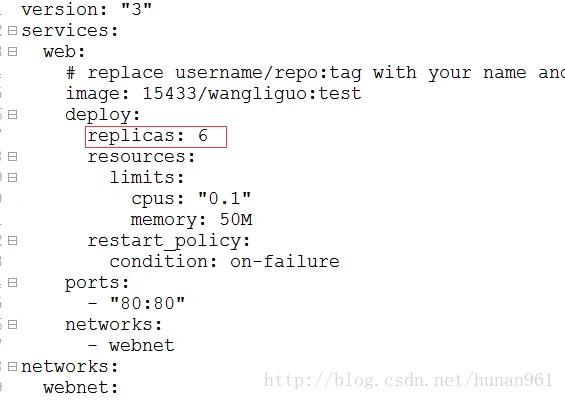 version: "3"
services:
  web:
    # replace username/repo:tag with your name and
    image: 15433/wangliguo:test
    deploy:
      replicas: 6
      resources:
        limits:
          cpus: "0.1"
          memory: 50M
      restart_policy:
        condition: on-failure
    ports:
      - "80:80"
    networks:
      - webnet
networks:
  webnet:
http://blog.csdn.net/hunan961